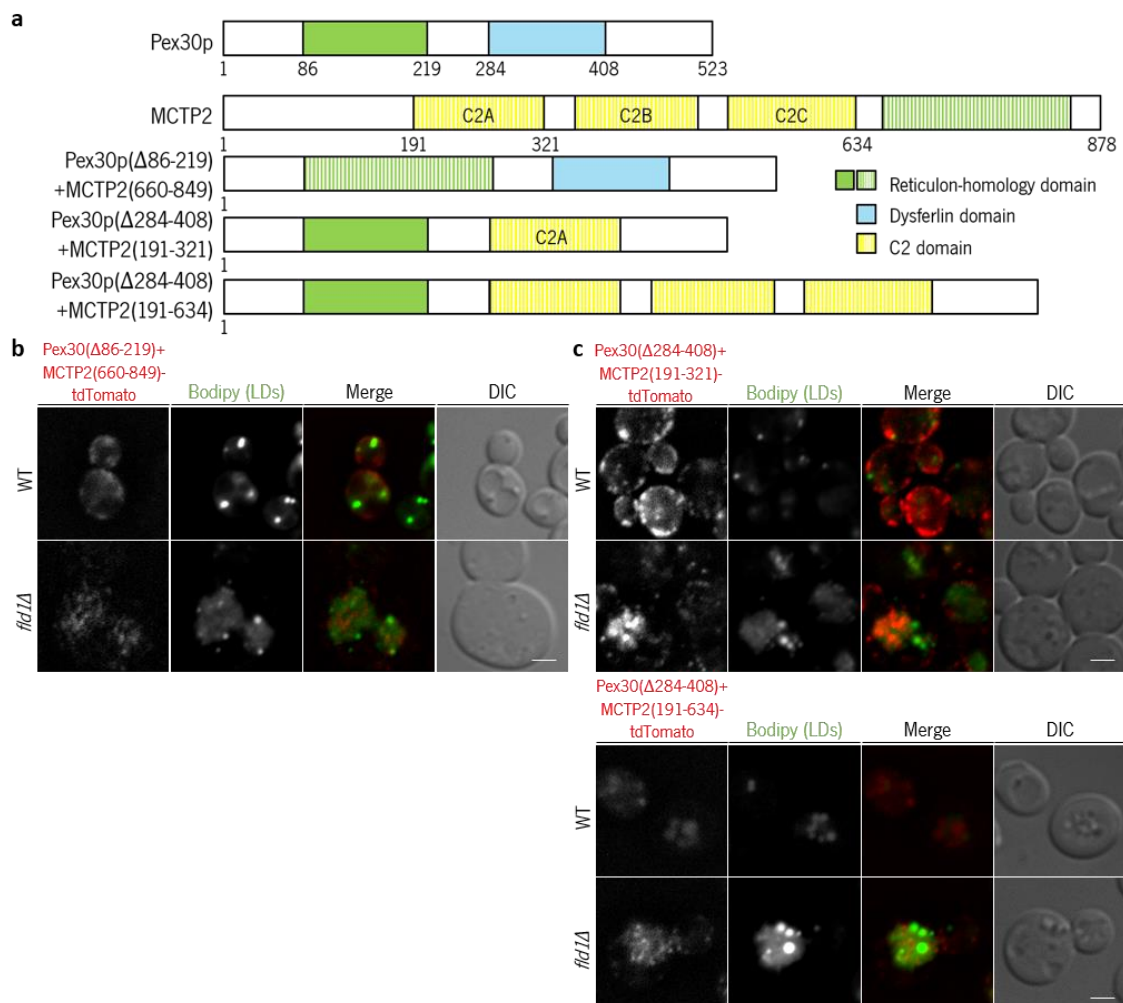 a
Pex30p
1 86 219 284 408 523
MCTP2
C2A C2B C2C
1 191 321 634 878
Pex30p(Δ86-219)
+MCTP2(660-849)
1
Reticulon-homology domain
Dysferlin domain
C2 domain
Pex30p(Δ284-408)
+MCTP2(191-321)
C2A
1
Pex30p(Δ284-408)
+MCTP2(191-634)
1
b
Pex30(Δ86-219)+
MCTP2(660-849)-
tdTomato
Bodipy (LDs)
Merge
DIC
WT
fld1Δ
c
Pex30(Δ284-408)+
MCTP2(191-321)-
tdTomato
Bodipy (LDs)
Merge
DIC
WT
fld1Δ
Pex30(Δ284-408)+
MCTP2(191-634)-
tdTomato
Bodipy (LDs)
Merge
DIC
WT
fld1Δ